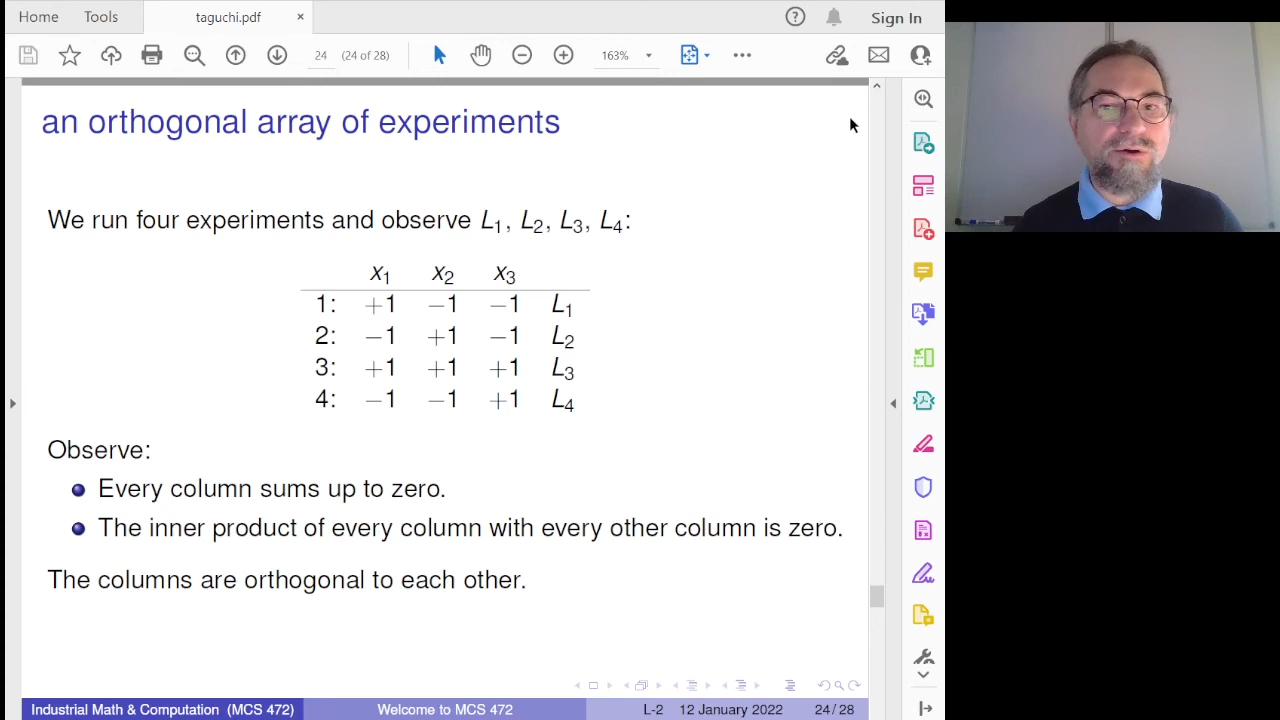 Home Tools taguchi.pdf × Sign In
24 (24 of 28) 163%
an orthogonal array of experiments
We run four experiments and observe L₁, L₂, L₃, L₄:
x₁ x₂ x₃
1: +1 −1 −1 L₁
2: −1 +1 −1 L₂
3: +1 +1 +1 L₃
4: −1 −1 +1 L₄
Observe:
Every column sums up to zero.
The inner product of every column with every other column is zero.
The columns are orthogonal to each other.
Industrial Math & Computation (MCS 472) Welcome to MCS 472 L-2 12 January 2022 24 / 28